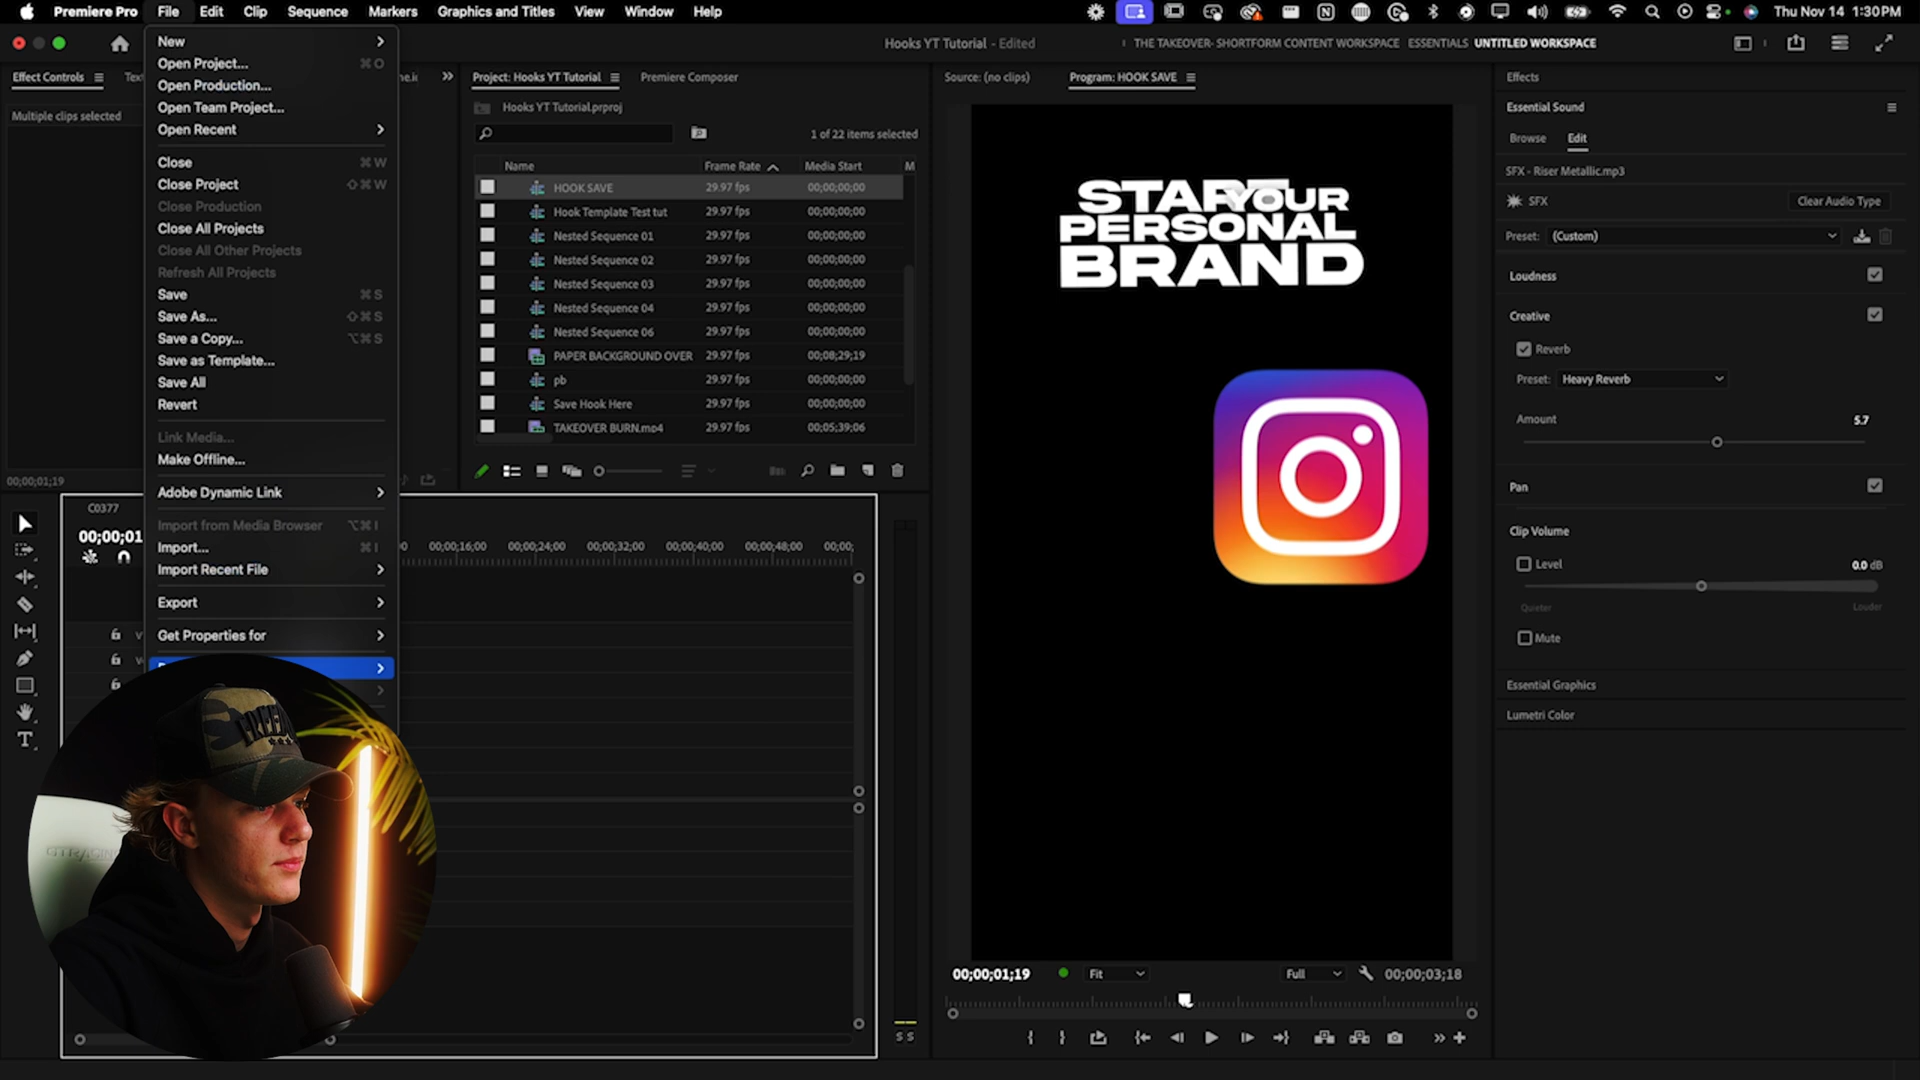 Premiere Pro File Edit Clip Sequence Markers Graphics and Titles View Window Help
Thu Nov 14 1:30PM
Hooks YT Tutorial - Edited
THE TAKEOVER- SHORTFORM CONTENT WORKSPACE ESSENTIALS UNTITLED WORKSPACE
New
Open Project... ⌘O
Open Production...
Open Team Project...
Open Recent
Close ⌘W
Close Project ⇧⌘W
Close Production
Close All Projects
Close All Other Projects
Refresh All Projects
Save ⌘S
Save As... ⇧⌘S
Save a Copy... ⌥⌘S
Save as Template...
Save All
Revert
Link Media...
Make Offline...
Adobe Dynamic Link
Import from Media Browser ⌥⌘I
Import... ⌘I
Import Recent File
Export
Get Properties for
Effect Controls
Multiple clips selected
00;00;01;19
Project: Hooks YT Tutorial Premiere Composer
Hooks YT Tutorial.prproj
1 of 22 items selected
Name Frame Rate Media Start M
HOOK SAVE 29.97 fps 00;00;00;00
Hook Template Test tut 29.97 fps 00;00;00;00
Nested Sequence 01 29.97 fps 00;00;00;00
Nested Sequence 02 29.97 fps 00;00;00;00
Nested Sequence 03 29.97 fps 00;00;00;00
Nested Sequence 04 29.97 fps 00;00;00;00
Nested Sequence 06 29.97 fps 00;00;00;00
PAPER BACKGROUND OVER 29.97 fps 00;08;29;19
pb 29.97 fps 00;00;00;00
Save Hook Here 29.97 fps 00;00;00;00
TAKEOVER BURN.mp4 29.97 fps 00;05;39;06
C0377
00;00;01
00;00;16;00 00;00;24;00 00;00;32;00 00;00;40;00 00;00;48;00 00;00;
S S
Source: (no clips) Program: HOOK SAVE
START YOUR
PERSONAL
BRAND
00;00;01;19 Fit Full 00;00;03;18
Effects
Essential Sound
Browse Edit
SFX - Riser Metallic.mp3
SFX Clear Audio Type
Preset: (Custom)
Loudness
Creative
Reverb
Preset: Heavy Reverb
Amount 5.7
Pan
Clip Volume
Level 0.0 dB
Quieter Louder
Mute
Essential Graphics
Lumetri Color